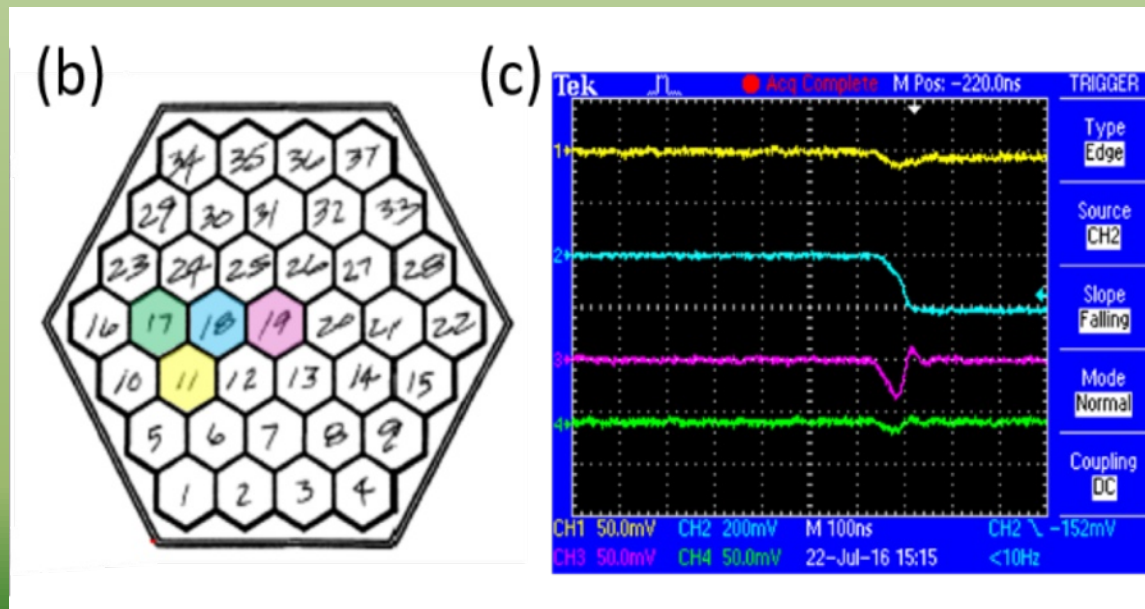 (b)
34 35 36 37
29 30 31 32 33
23 24 25 26 27 28
16 17 18 19 20 21 22
10 11 12 13 14 15
5 6 7 8 9
1 2 3 4
(c)
Tek Acq Complete M Pos: -220.0ns TRIGGER
Type
Edge
Source
CH2
Slope
Falling
Mode
Normal
Coupling
DC
1
2
3
4
CH1 50.0mV CH2 200mV M 100ns CH2 \ -152mV
CH3 50.0mV CH4 50.0mV 22-Jul-16 15:15 <10Hz